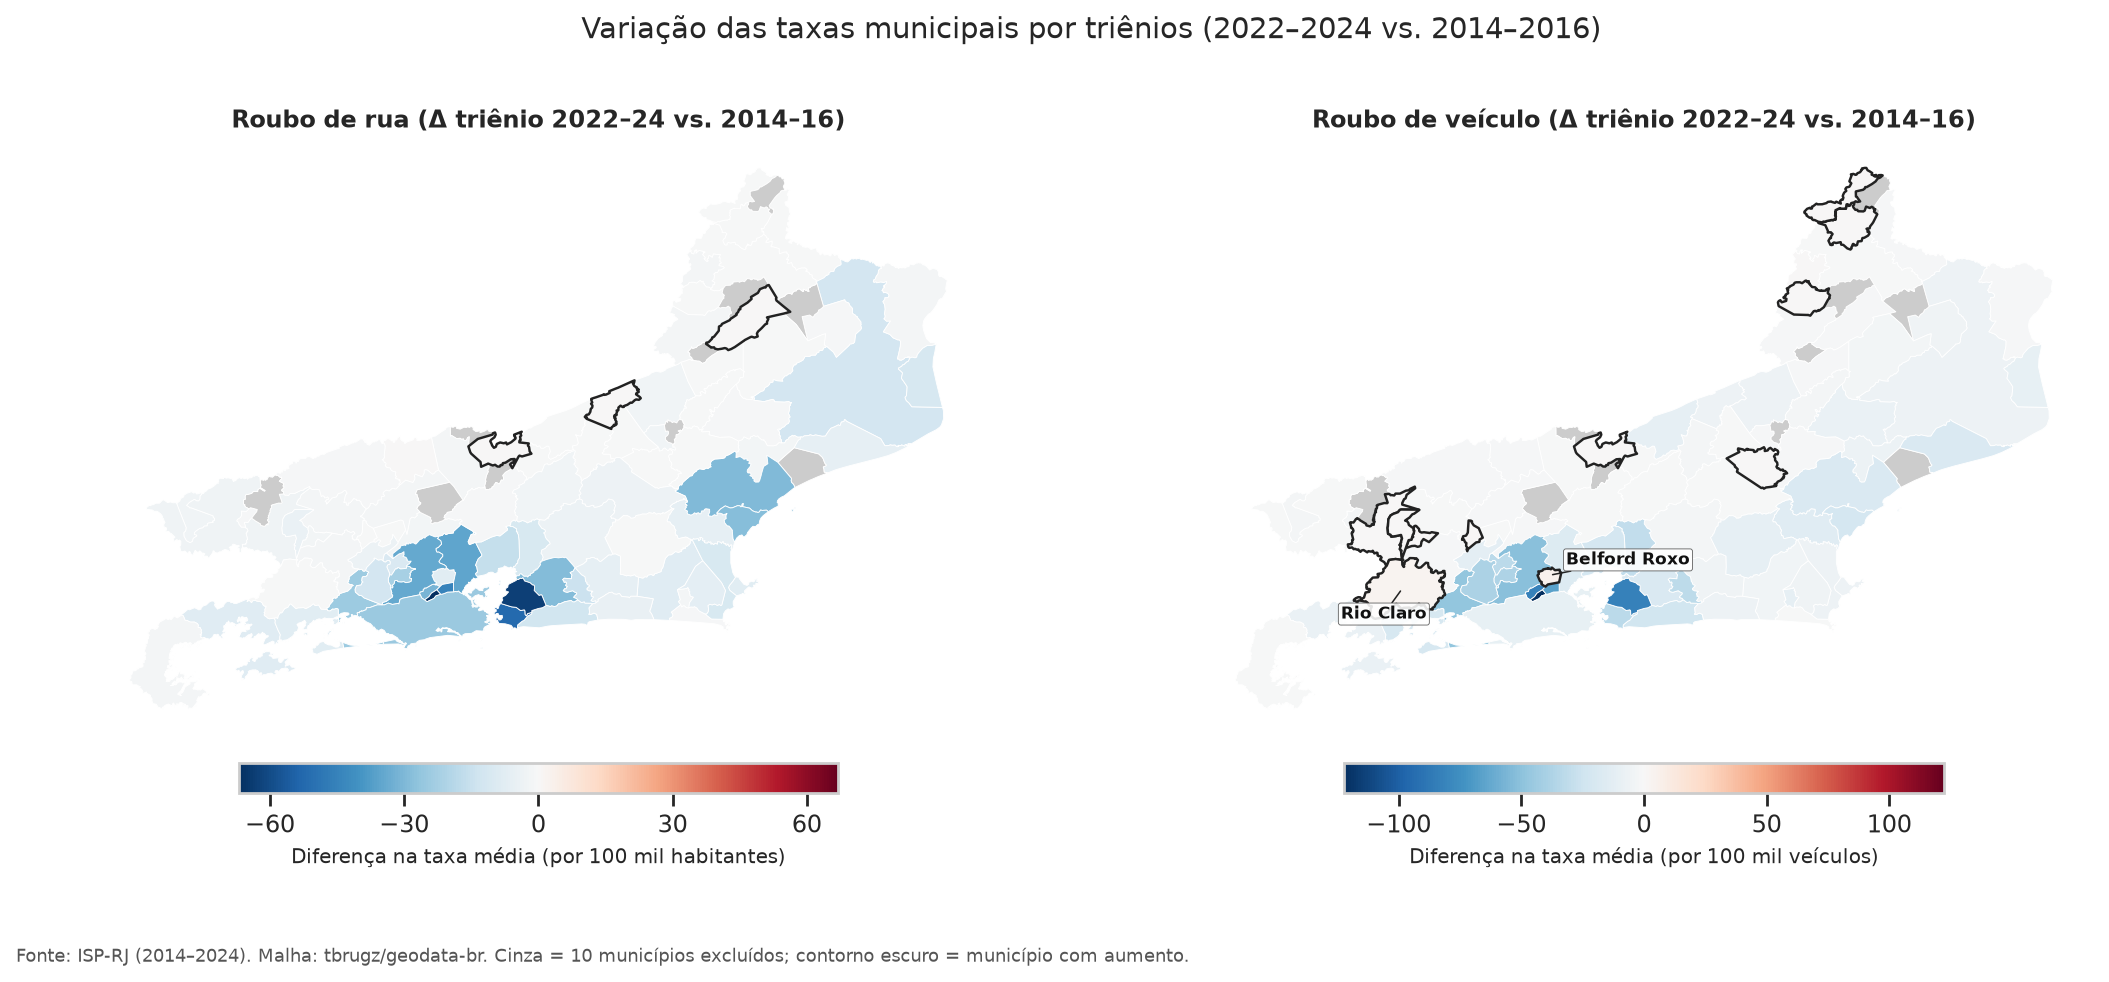 Variação das taxas municipais por triênios (2022–2024 vs. 2014–2016)
Roubo de rua (Δ triênio 2022–24 vs. 2014–16)
−60 −30 0 30 60
Diferença na taxa média (por 100 mil habitantes)
Roubo de veículo (Δ triênio 2022–24 vs. 2014–16)
Belford Roxo
Rio Claro
−100 −50 0 50 100
Diferença na taxa média (por 100 mil veículos)
Fonte: ISP-RJ (2014–2024). Malha: tbrugz/geodata-br. Cinza = 10 municípios excluídos; contorno escuro = município com aumento.